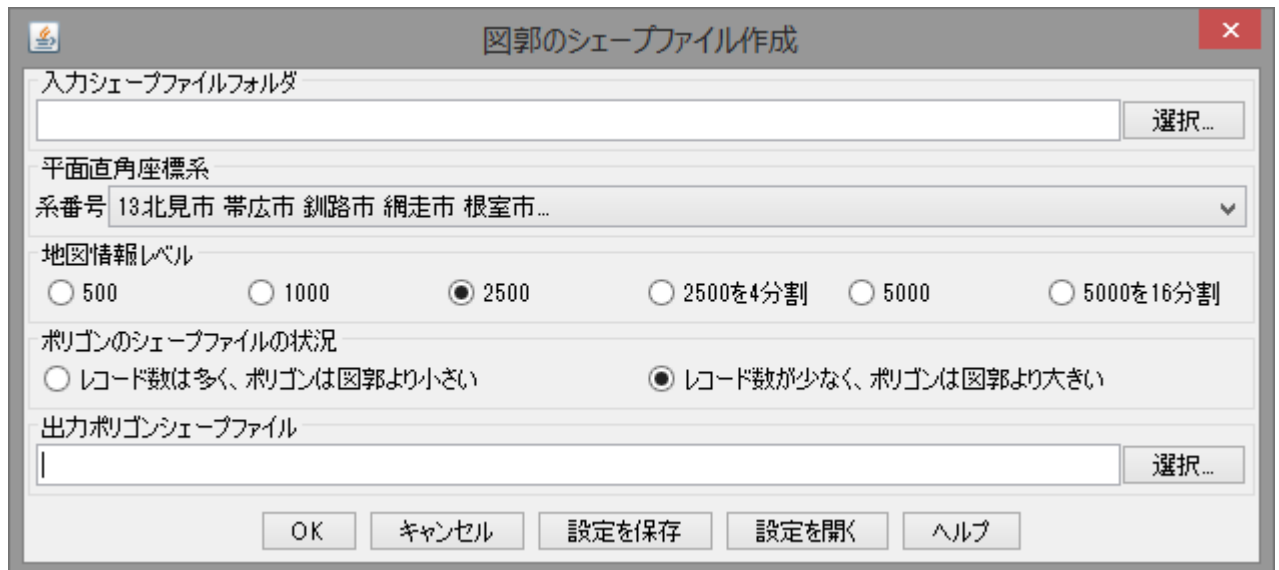 図郭のシェープファイル作成
入力シェープファイルフォルダ
選択...
平面直角座標系
系番号 13.北見市 帯広市 釧路市 網走市 根室市...
地図情報レベル
500 1000 2500 2500を4分割 5000 5000を16分割
ポリゴンのシェープファイルの状況
レコード数は多く、ポリゴンは図郭より小さい レコード数が少なく、ポリゴンは図郭より大きい
出力ポリゴンシェープファイル
選択...
OK キャンセル 設定を保存 設定を開く ヘルプ